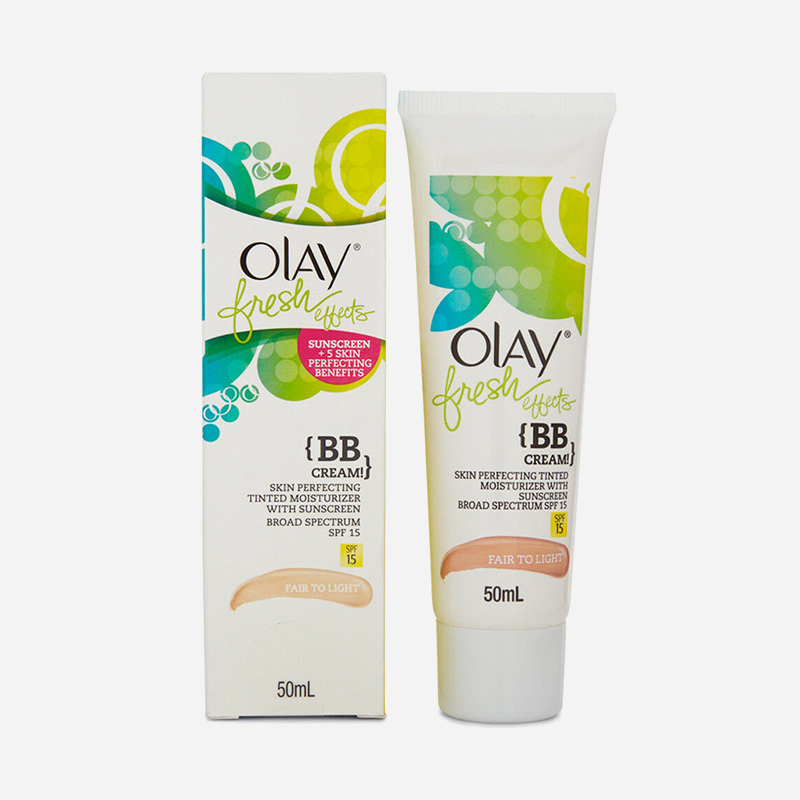 OLAY®
fresh effects
SUNSCREEN
+ 5 SKIN
PERFECTING
BENEFITS
{BB
CREAM!}
SKIN PERFECTING
TINTED MOISTURIZER
WITH SUNSCREEN
BROAD SPECTRUM
SPF 15
SPF
15
FAIR TO LIGHT
50mL
OLAY®
fresh effects
{BB
CREAM!}
SKIN PERFECTING TINTED
MOISTURIZER WITH
SUNSCREEN
BROAD SPECTRUM SPF 15
SPF
15
FAIR TO LIGHT
50mL